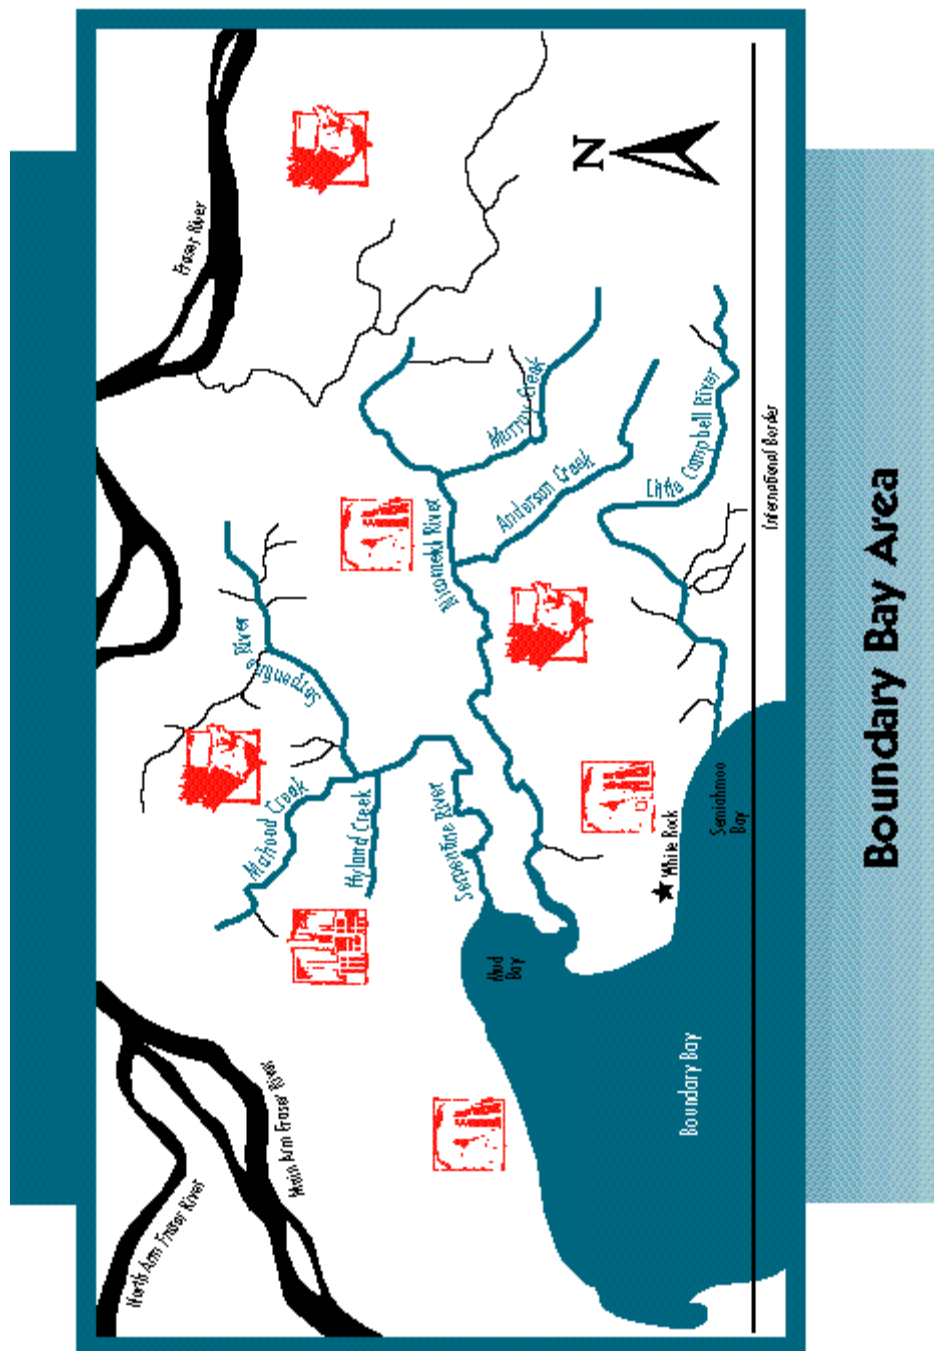 Fraser River
N
Murray Creek
Little Campbell River
Anderson Creek
Nicomekl River
International Border
Serpentine
River
Mahood Creek
Hyland Creek
Serpentine River
White Rock
Semiahmoo
Bay
Mud
Bay
Boundary Bay
Main Arm Fraser River
North Arm Fraser River
Boundary Bay Area